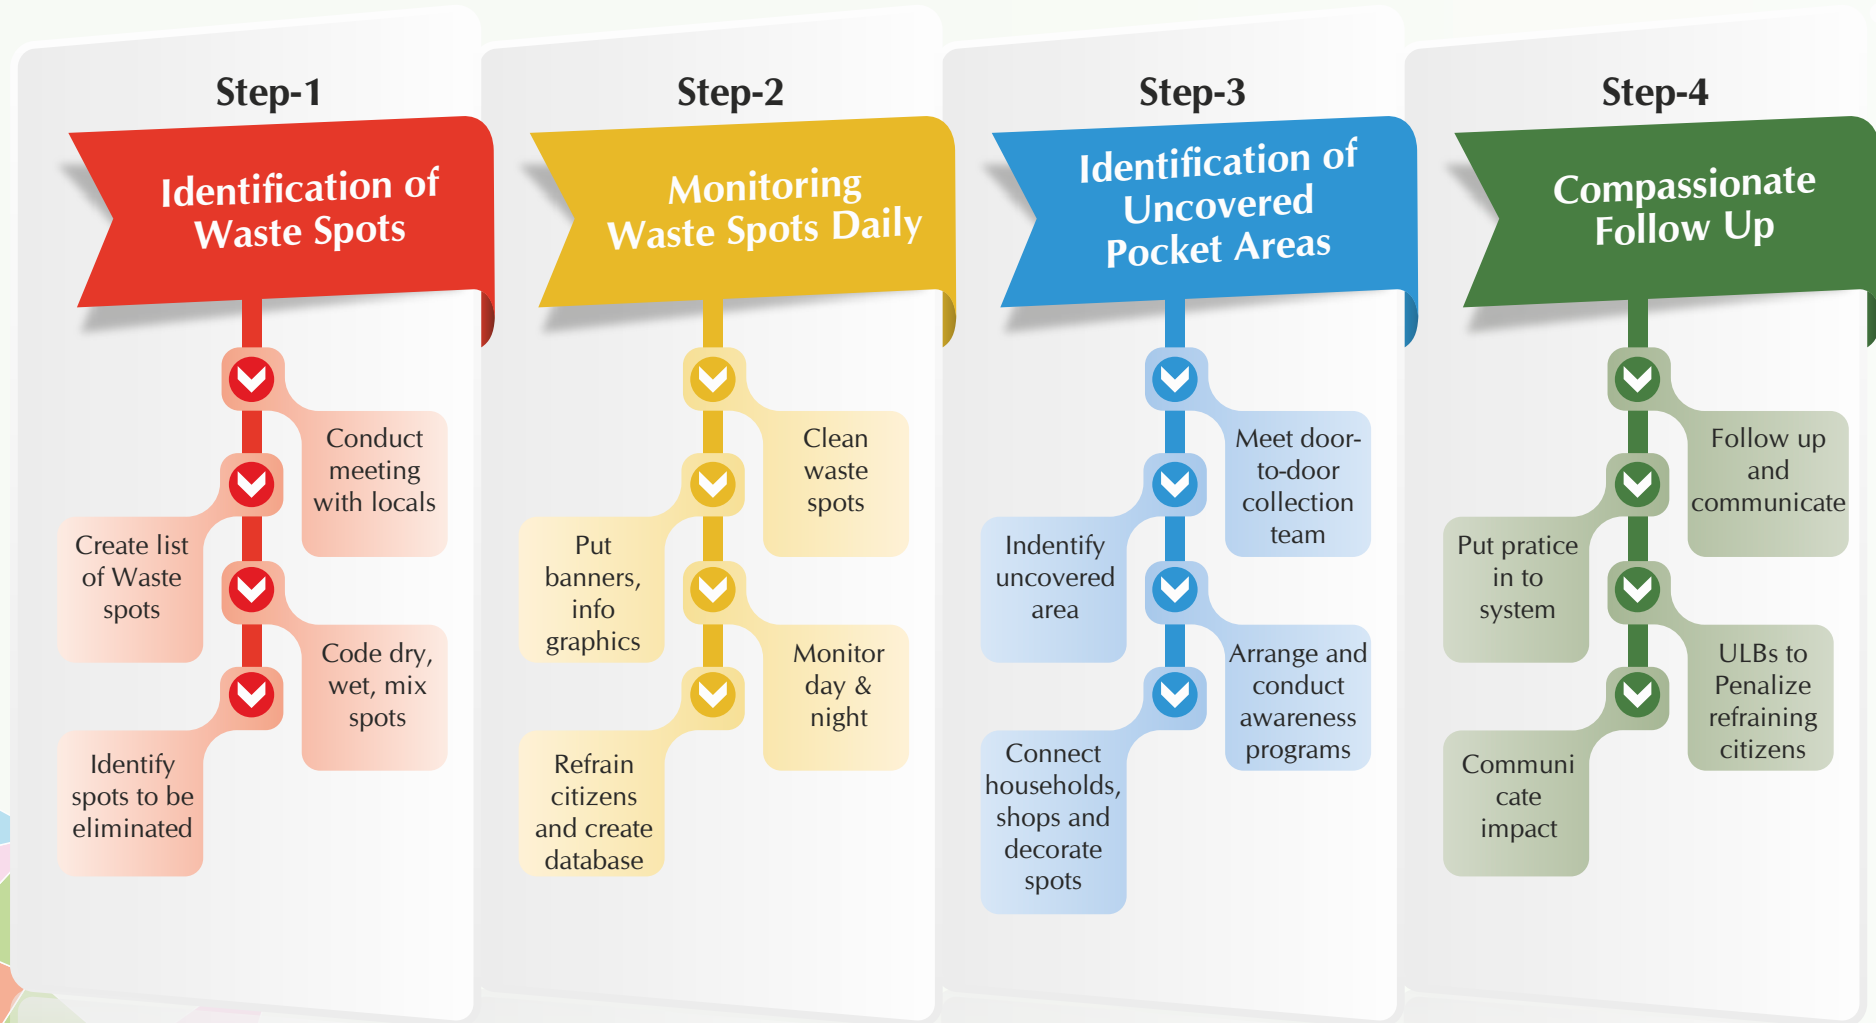 Step-1
Identification of
Waste Spots
Conduct
meeting
with locals
Create list
of Waste
spots
Code dry,
wet, mix
spots
Identify
spots to be
eliminated
Step-2
Monitoring
Waste Spots Daily
Clean
waste
spots
Put
banners,
info
graphics
Monitor
day &
night
Refrain
citizens
and create
database
Step-3
Identification of
Uncovered
Pocket Areas
Meet door-
to-door
collection
team
Indentify
uncovered
area
Arrange and
conduct
awareness
programs
Connect
households,
shops and
decorate
spots
Step-4
Compassionate
Follow Up
Follow up
and
communicate
Put pratice
in to
system
ULBs to
Penalize
refraining
citizens
Communi
cate
impact